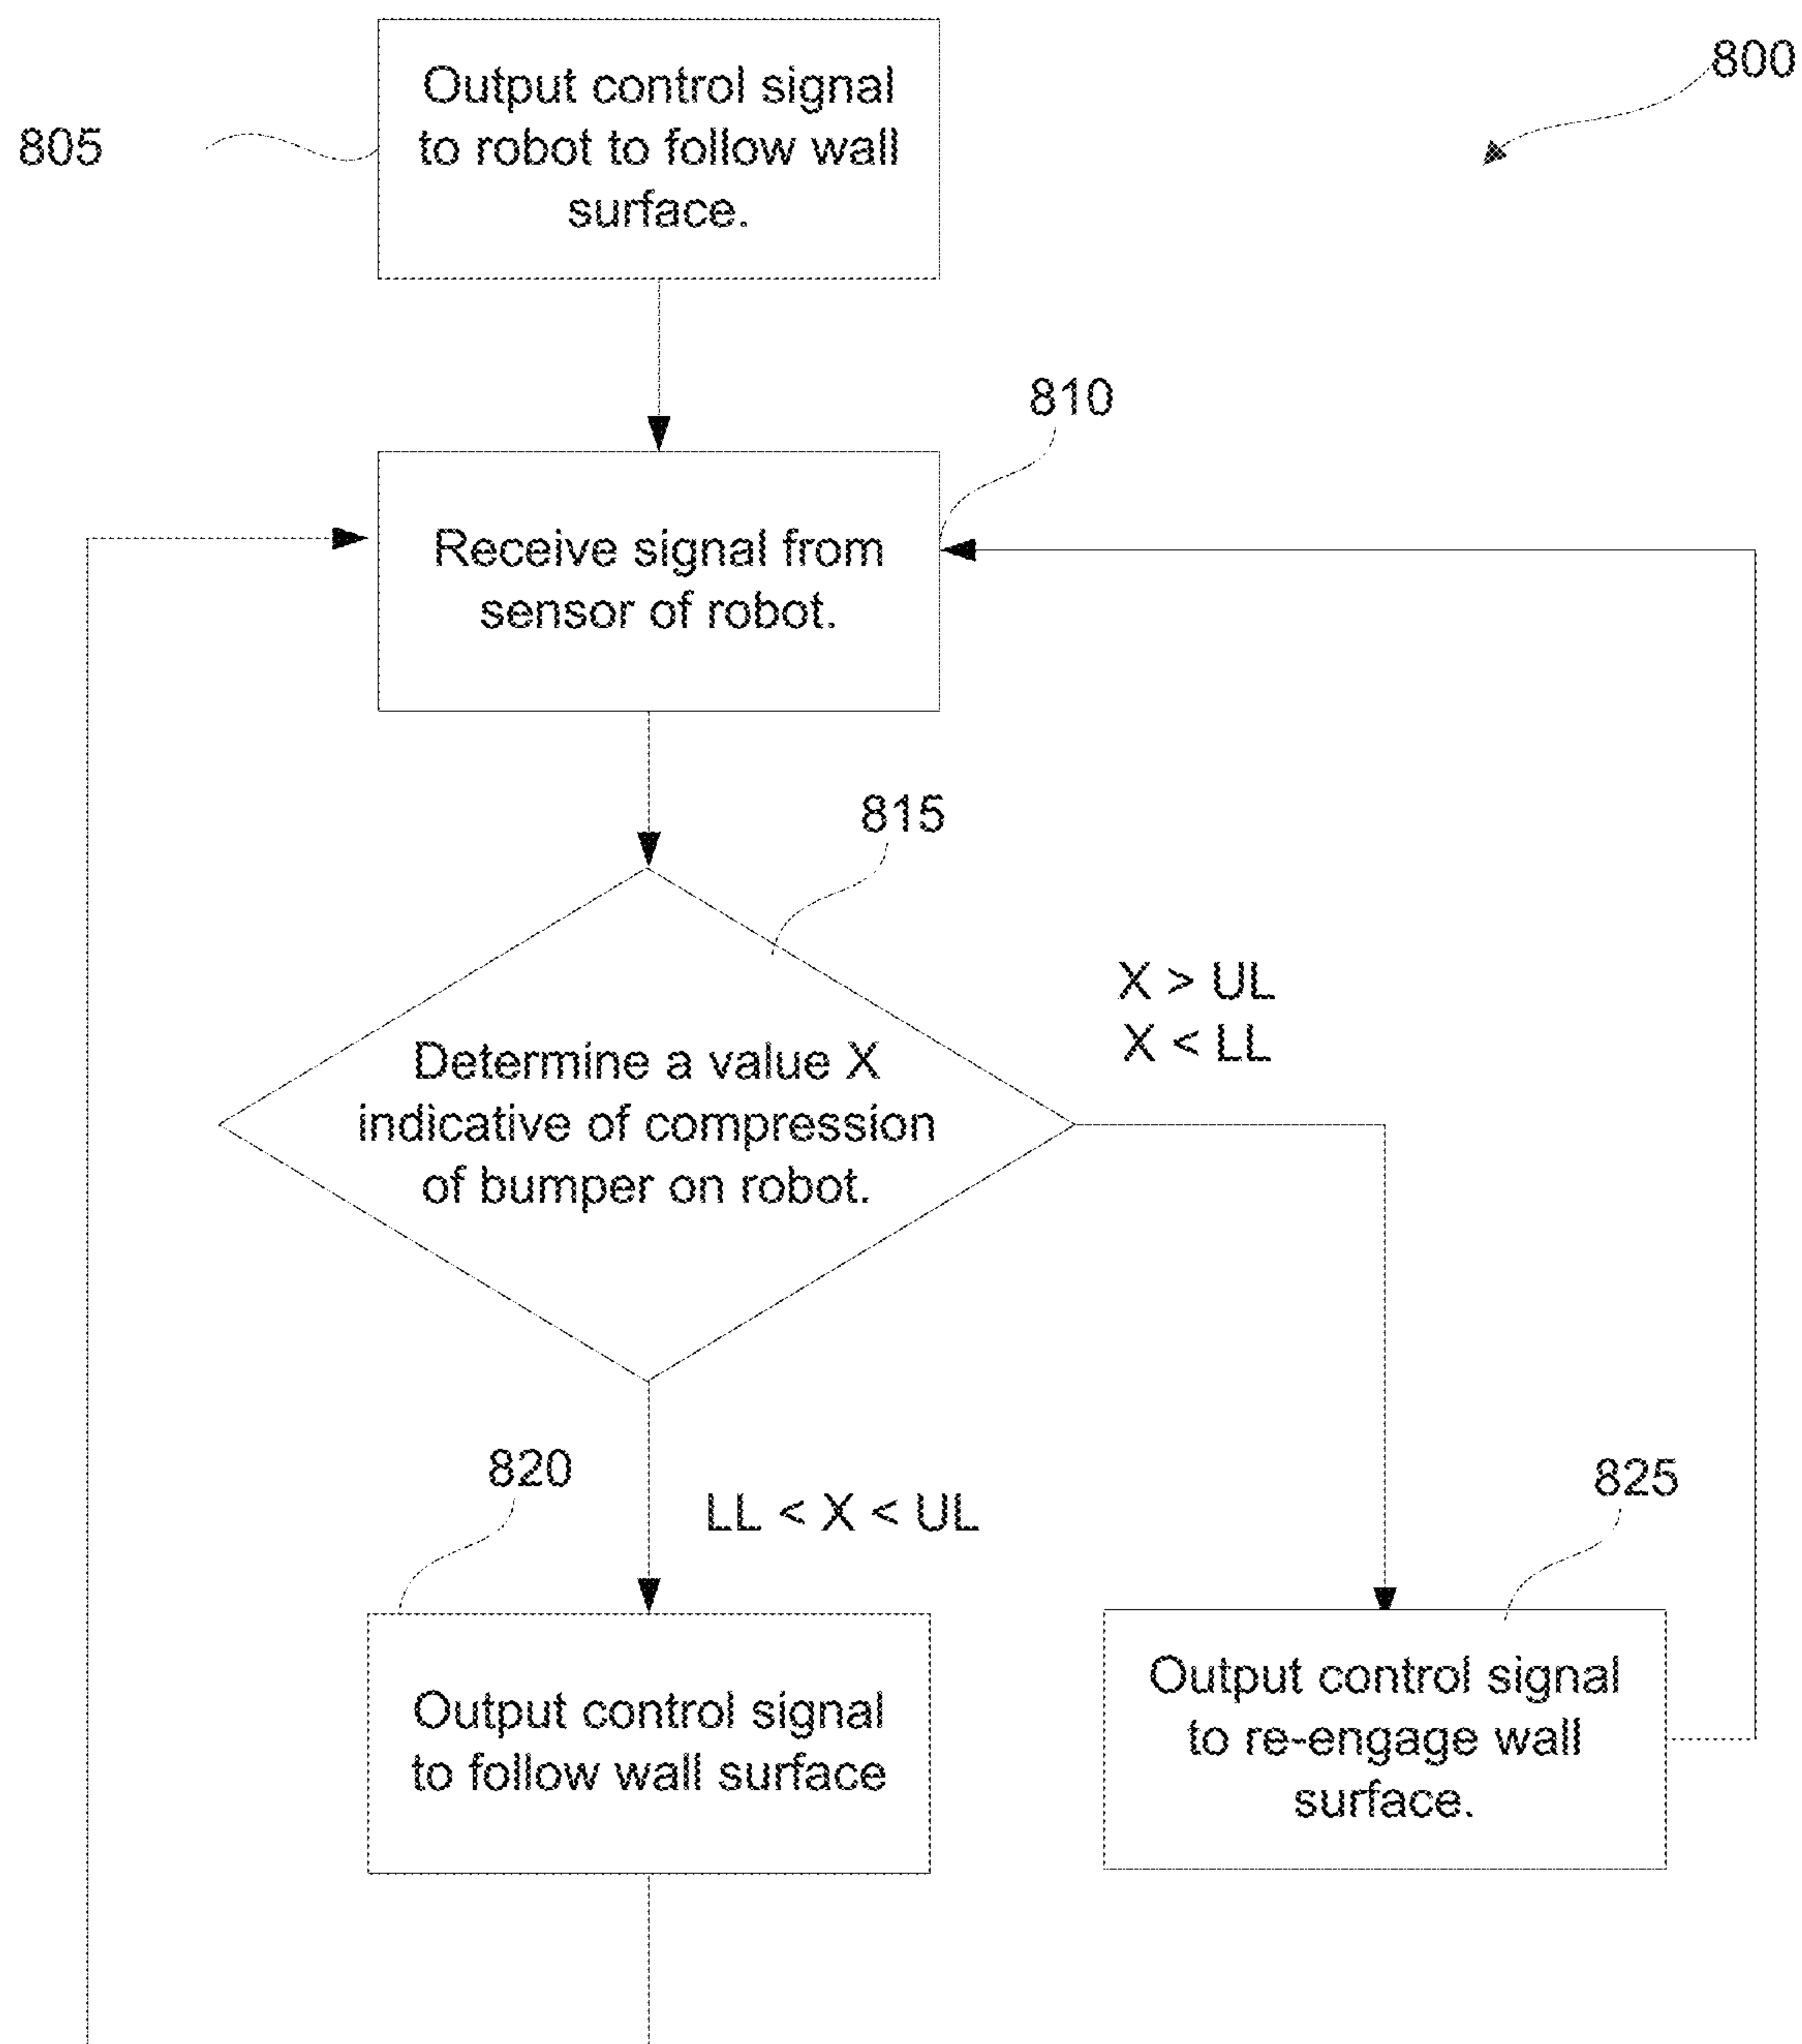 800
805
Output control signal
to robot to follow wall
surface.
810
Receive signal from
sensor of robot.
815
X > UL
X < LL
Determine a value X
indicative of compression
of bumper on robot.
820
LL < X < UL
825
Output control signal
to follow wall surface
Output control signal
to re-engage wall
surface.